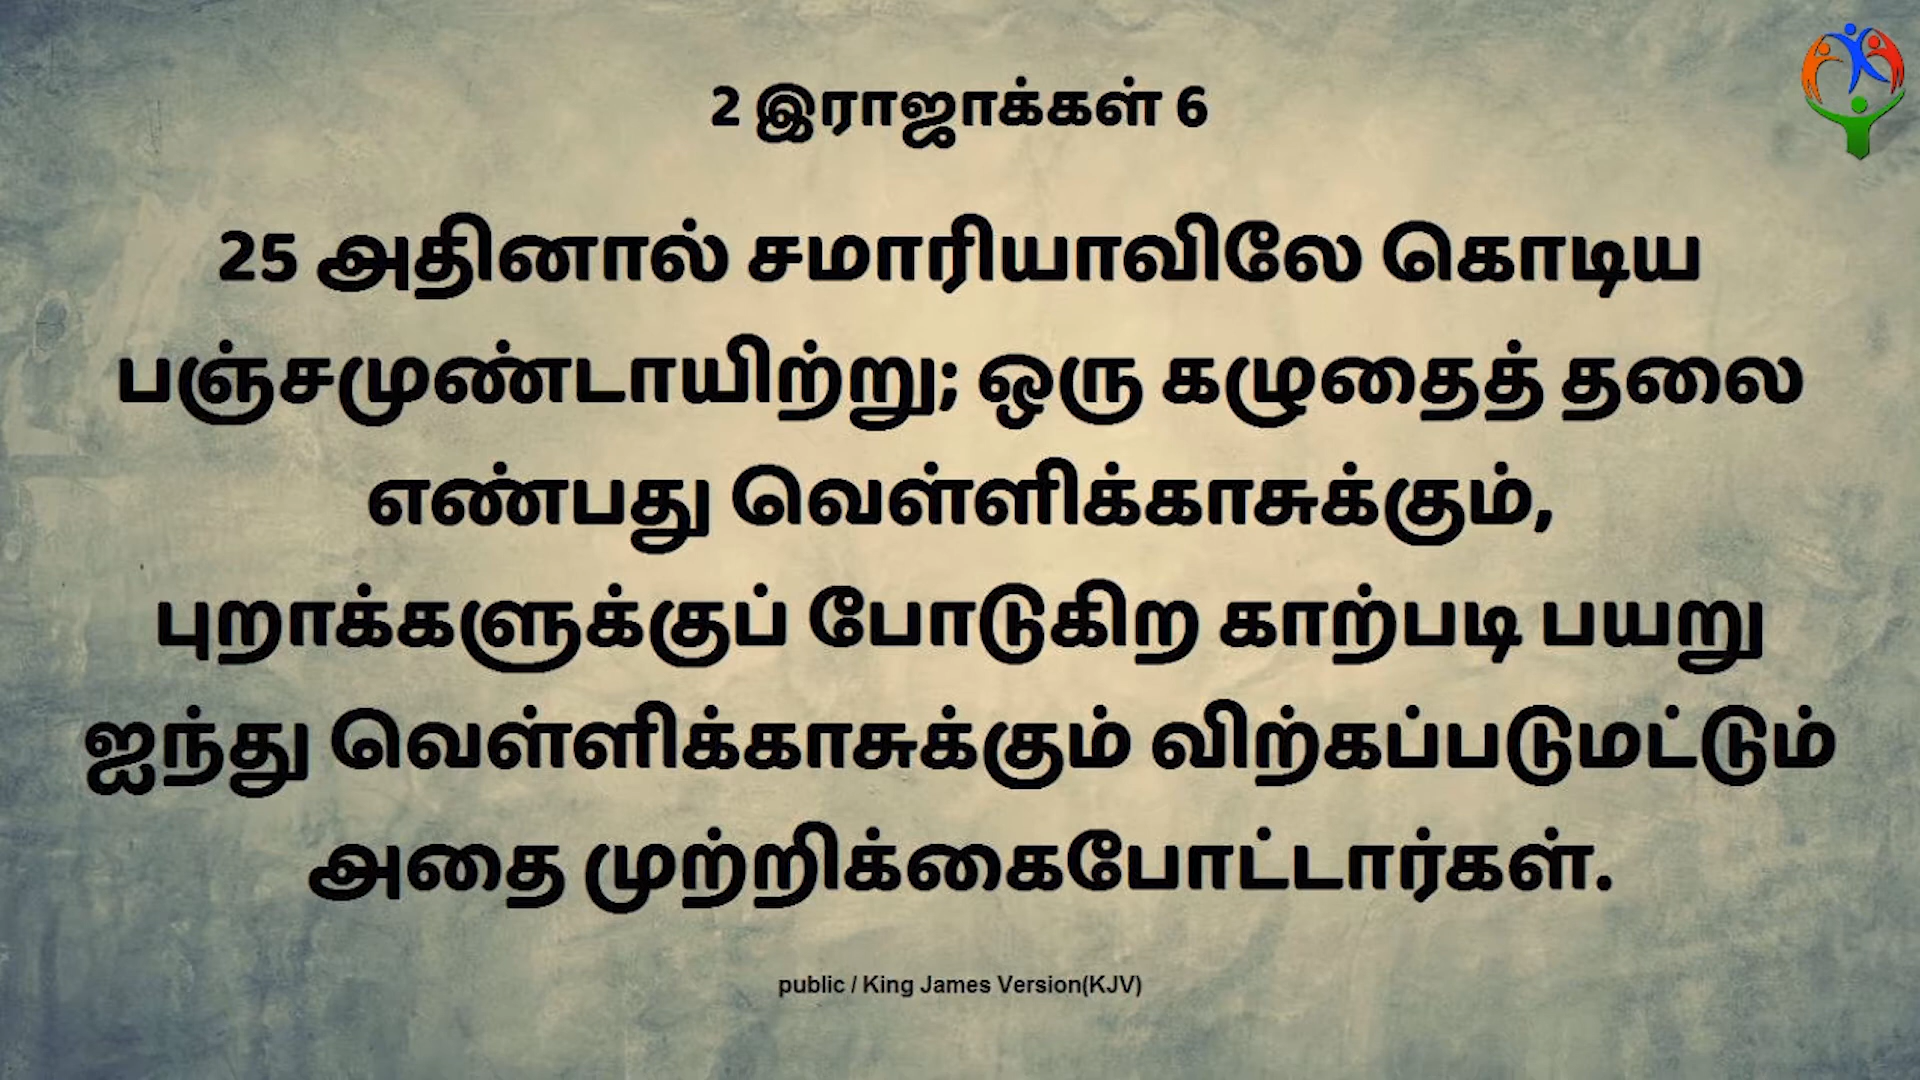 2 இராஜாக்கள் 6
25 அதினால் சமாரியாவிலே கொடிய
பஞ்சமுண்டாயிற்று; ஒரு கழுதைத் தலை
எண்பது வெள்ளிக்காசுக்கும்,
புறாக்களுக்குப் போடுகிற காற்படி பயறு
ஐந்து வெள்ளிக்காசுக்கும் விற்கப்படுமட்டும்
அதை முற்றிக்கைபோட்டார்கள்.
public / King James Version(KJV)